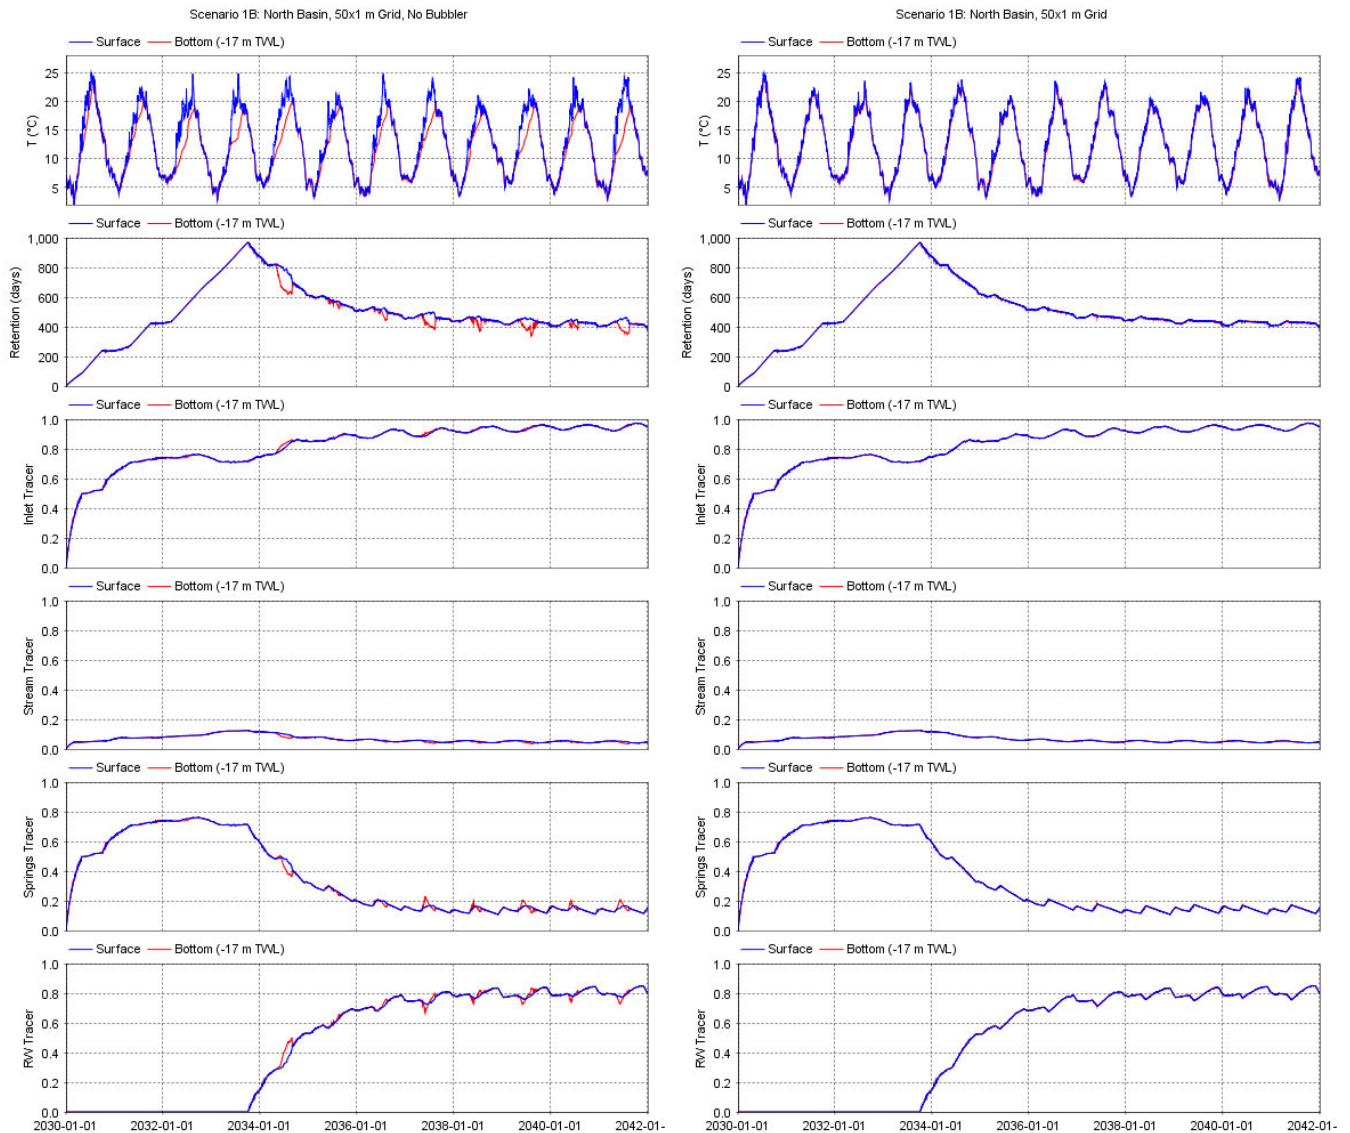 Scenario 1B: North Basin, 50x1 m Grid, No Bubbler
Surface Bottom (-17 m TWL)
25
20
15
10
5
T (°C)
Surface Bottom (-17 m TWL)
1,000
800
600
400
200
0
Retention (days)
Surface Bottom (-17 m TWL)
1.0
0.8
0.6
0.4
0.2
0.0
Inlet Tracer
Surface Bottom (-17 m TWL)
1.0
0.8
0.6
0.4
0.2
0.0
Stream Tracer
Surface Bottom (-17 m TWL)
1.0
0.8
0.6
0.4
0.2
0.0
Springs Tracer
Surface Bottom (-17 m TWL)
1.0
0.8
0.6
0.4
0.2
0.0
RW Tracer
2030-01-01 2032-01-01 2034-01-01 2036-01-01 2038-01-01 2040-01-01 2042-01-
Scenario 1B: North Basin, 50x1 m Grid
Surface Bottom (-17 m TWL)
25
20
15
10
5
T (°C)
Surface Bottom (-17 m TWL)
1,000
800
600
400
200
0
Retention (days)
Surface Bottom (-17 m TWL)
1.0
0.8
0.6
0.4
0.2
0.0
Inlet Tracer
Surface Bottom (-17 m TWL)
1.0
0.8
0.6
0.4
0.2
0.0
Stream Tracer
Surface Bottom (-17 m TWL)
1.0
0.8
0.6
0.4
0.2
0.0
Springs Tracer
Surface Bottom (-17 m TWL)
1.0
0.8
0.6
0.4
0.2
0.0
RW Tracer
2030-01-01 2032-01-01 2034-01-01 2036-01-01 2038-01-01 2040-01-01 2042-01-